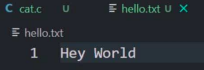 C cat.c U hello.txt U ×
hello.txt
1 Hey World